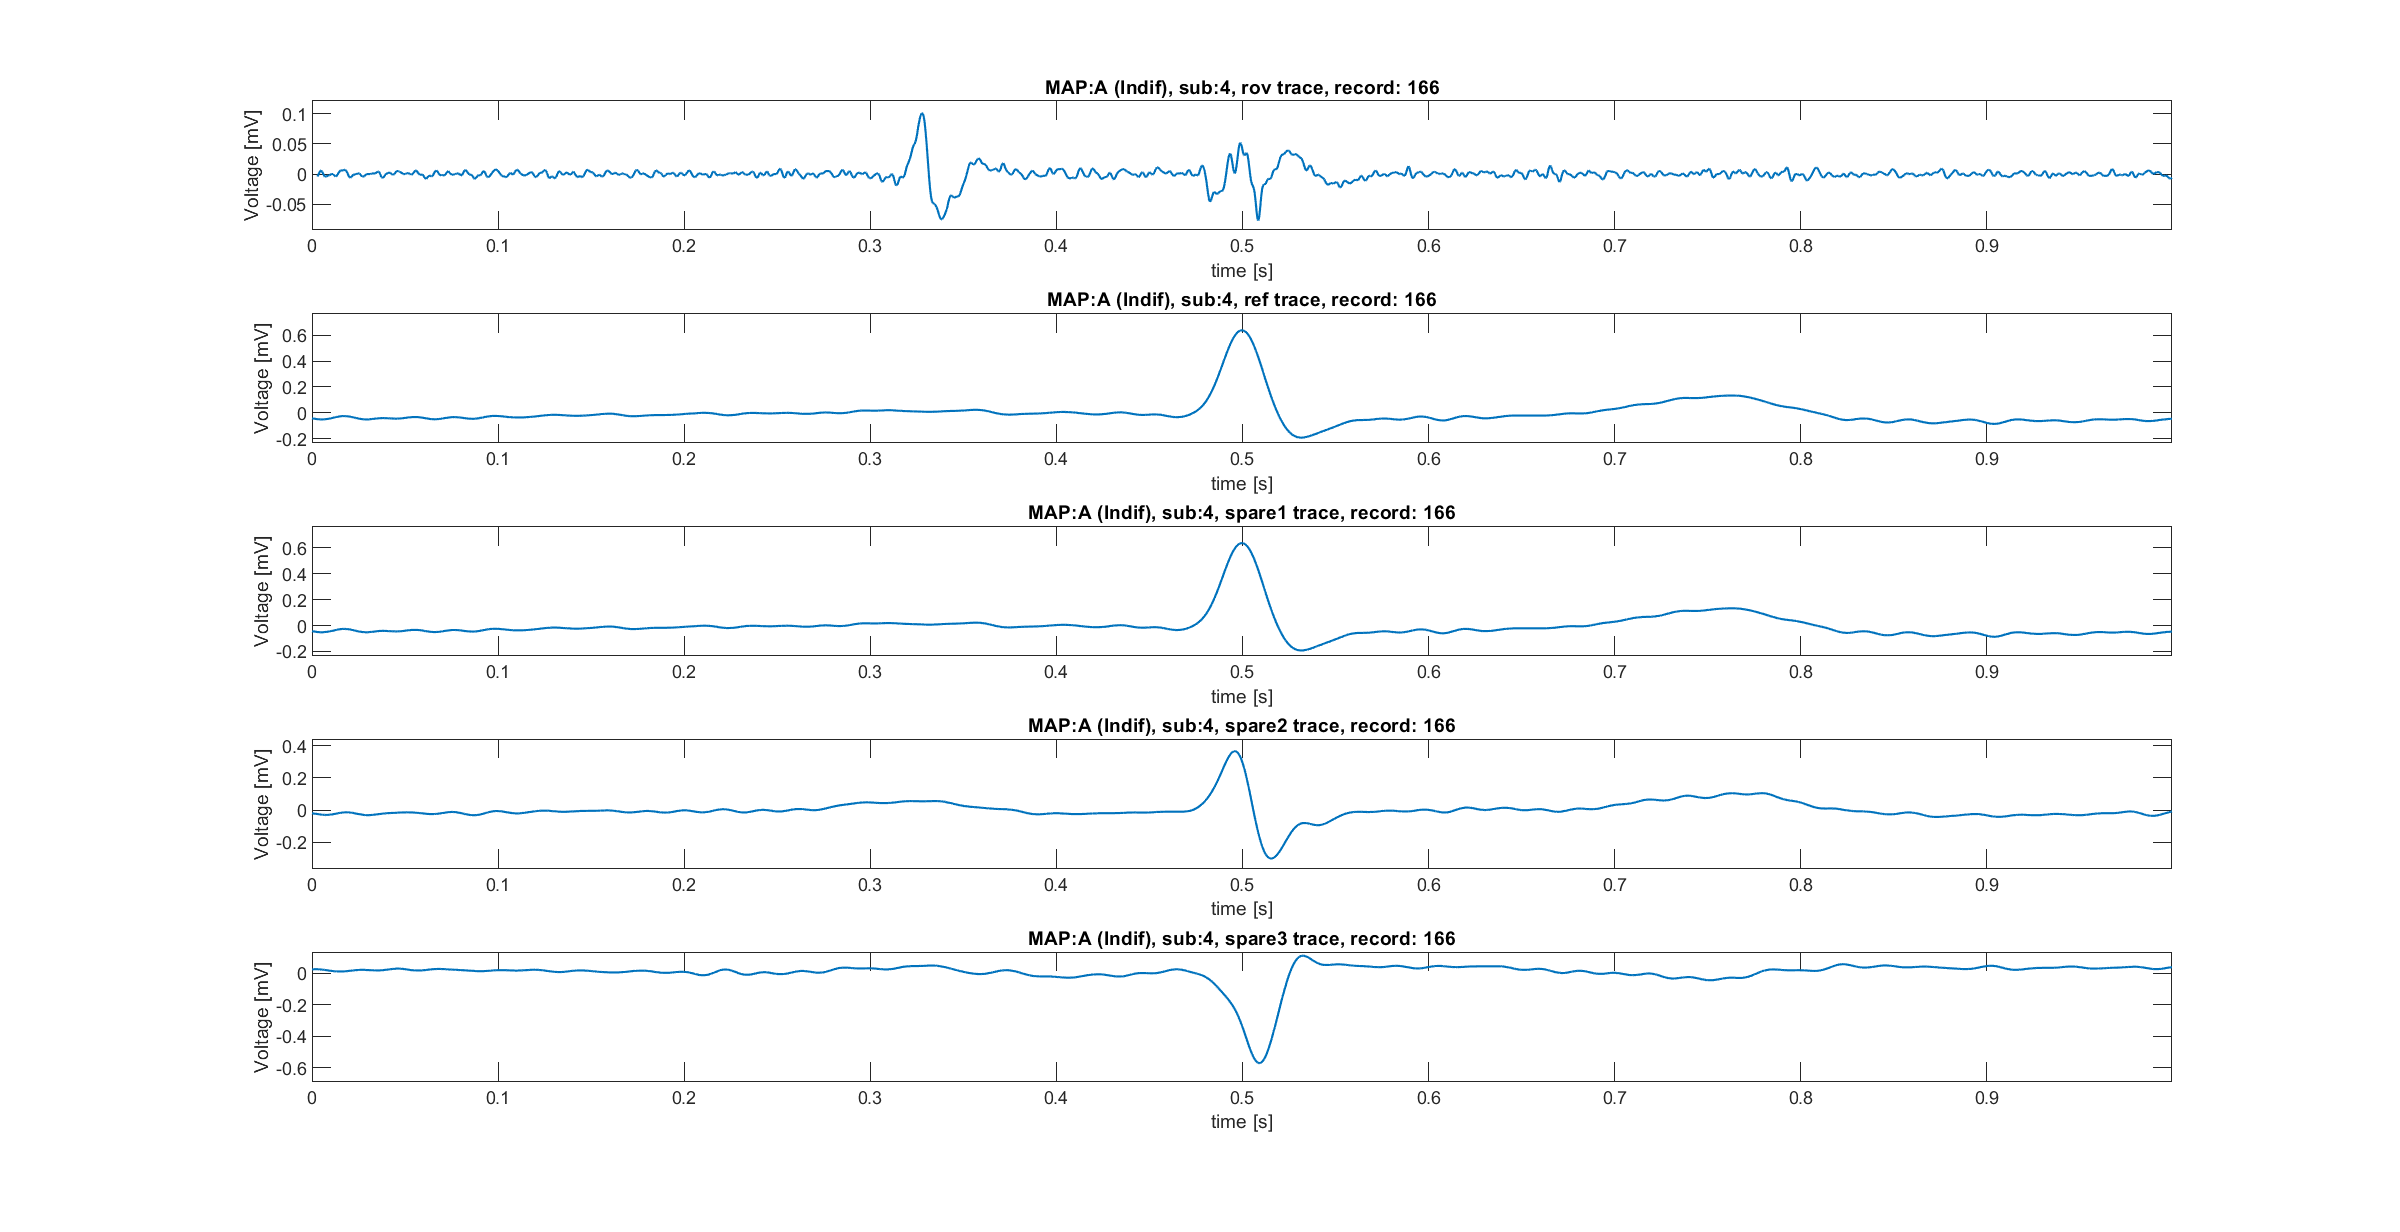 MAP:A (Indif), sub:4, rov trace, record: 166
Voltage [mV]
0.1
0.05
0
-0.05
0 0.1 0.2 0.3 0.4 0.5 0.6 0.7 0.8 0.9
time [s]
MAP:A (Indif), sub:4, ref trace, record: 166
Voltage [mV]
0.6
0.4
0.2
0
-0.2
0 0.1 0.2 0.3 0.4 0.5 0.6 0.7 0.8 0.9
time [s]
MAP:A (Indif), sub:4, spare1 trace, record: 166
Voltage [mV]
0.6
0.4
0.2
0
-0.2
0 0.1 0.2 0.3 0.4 0.5 0.6 0.7 0.8 0.9
time [s]
MAP:A (Indif), sub:4, spare2 trace, record: 166
Voltage [mV]
0.4
0.2
0
-0.2
0 0.1 0.2 0.3 0.4 0.5 0.6 0.7 0.8 0.9
time [s]
MAP:A (Indif), sub:4, spare3 trace, record: 166
Voltage [mV]
0
-0.2
-0.4
-0.6
0 0.1 0.2 0.3 0.4 0.5 0.6 0.7 0.8 0.9
time [s]